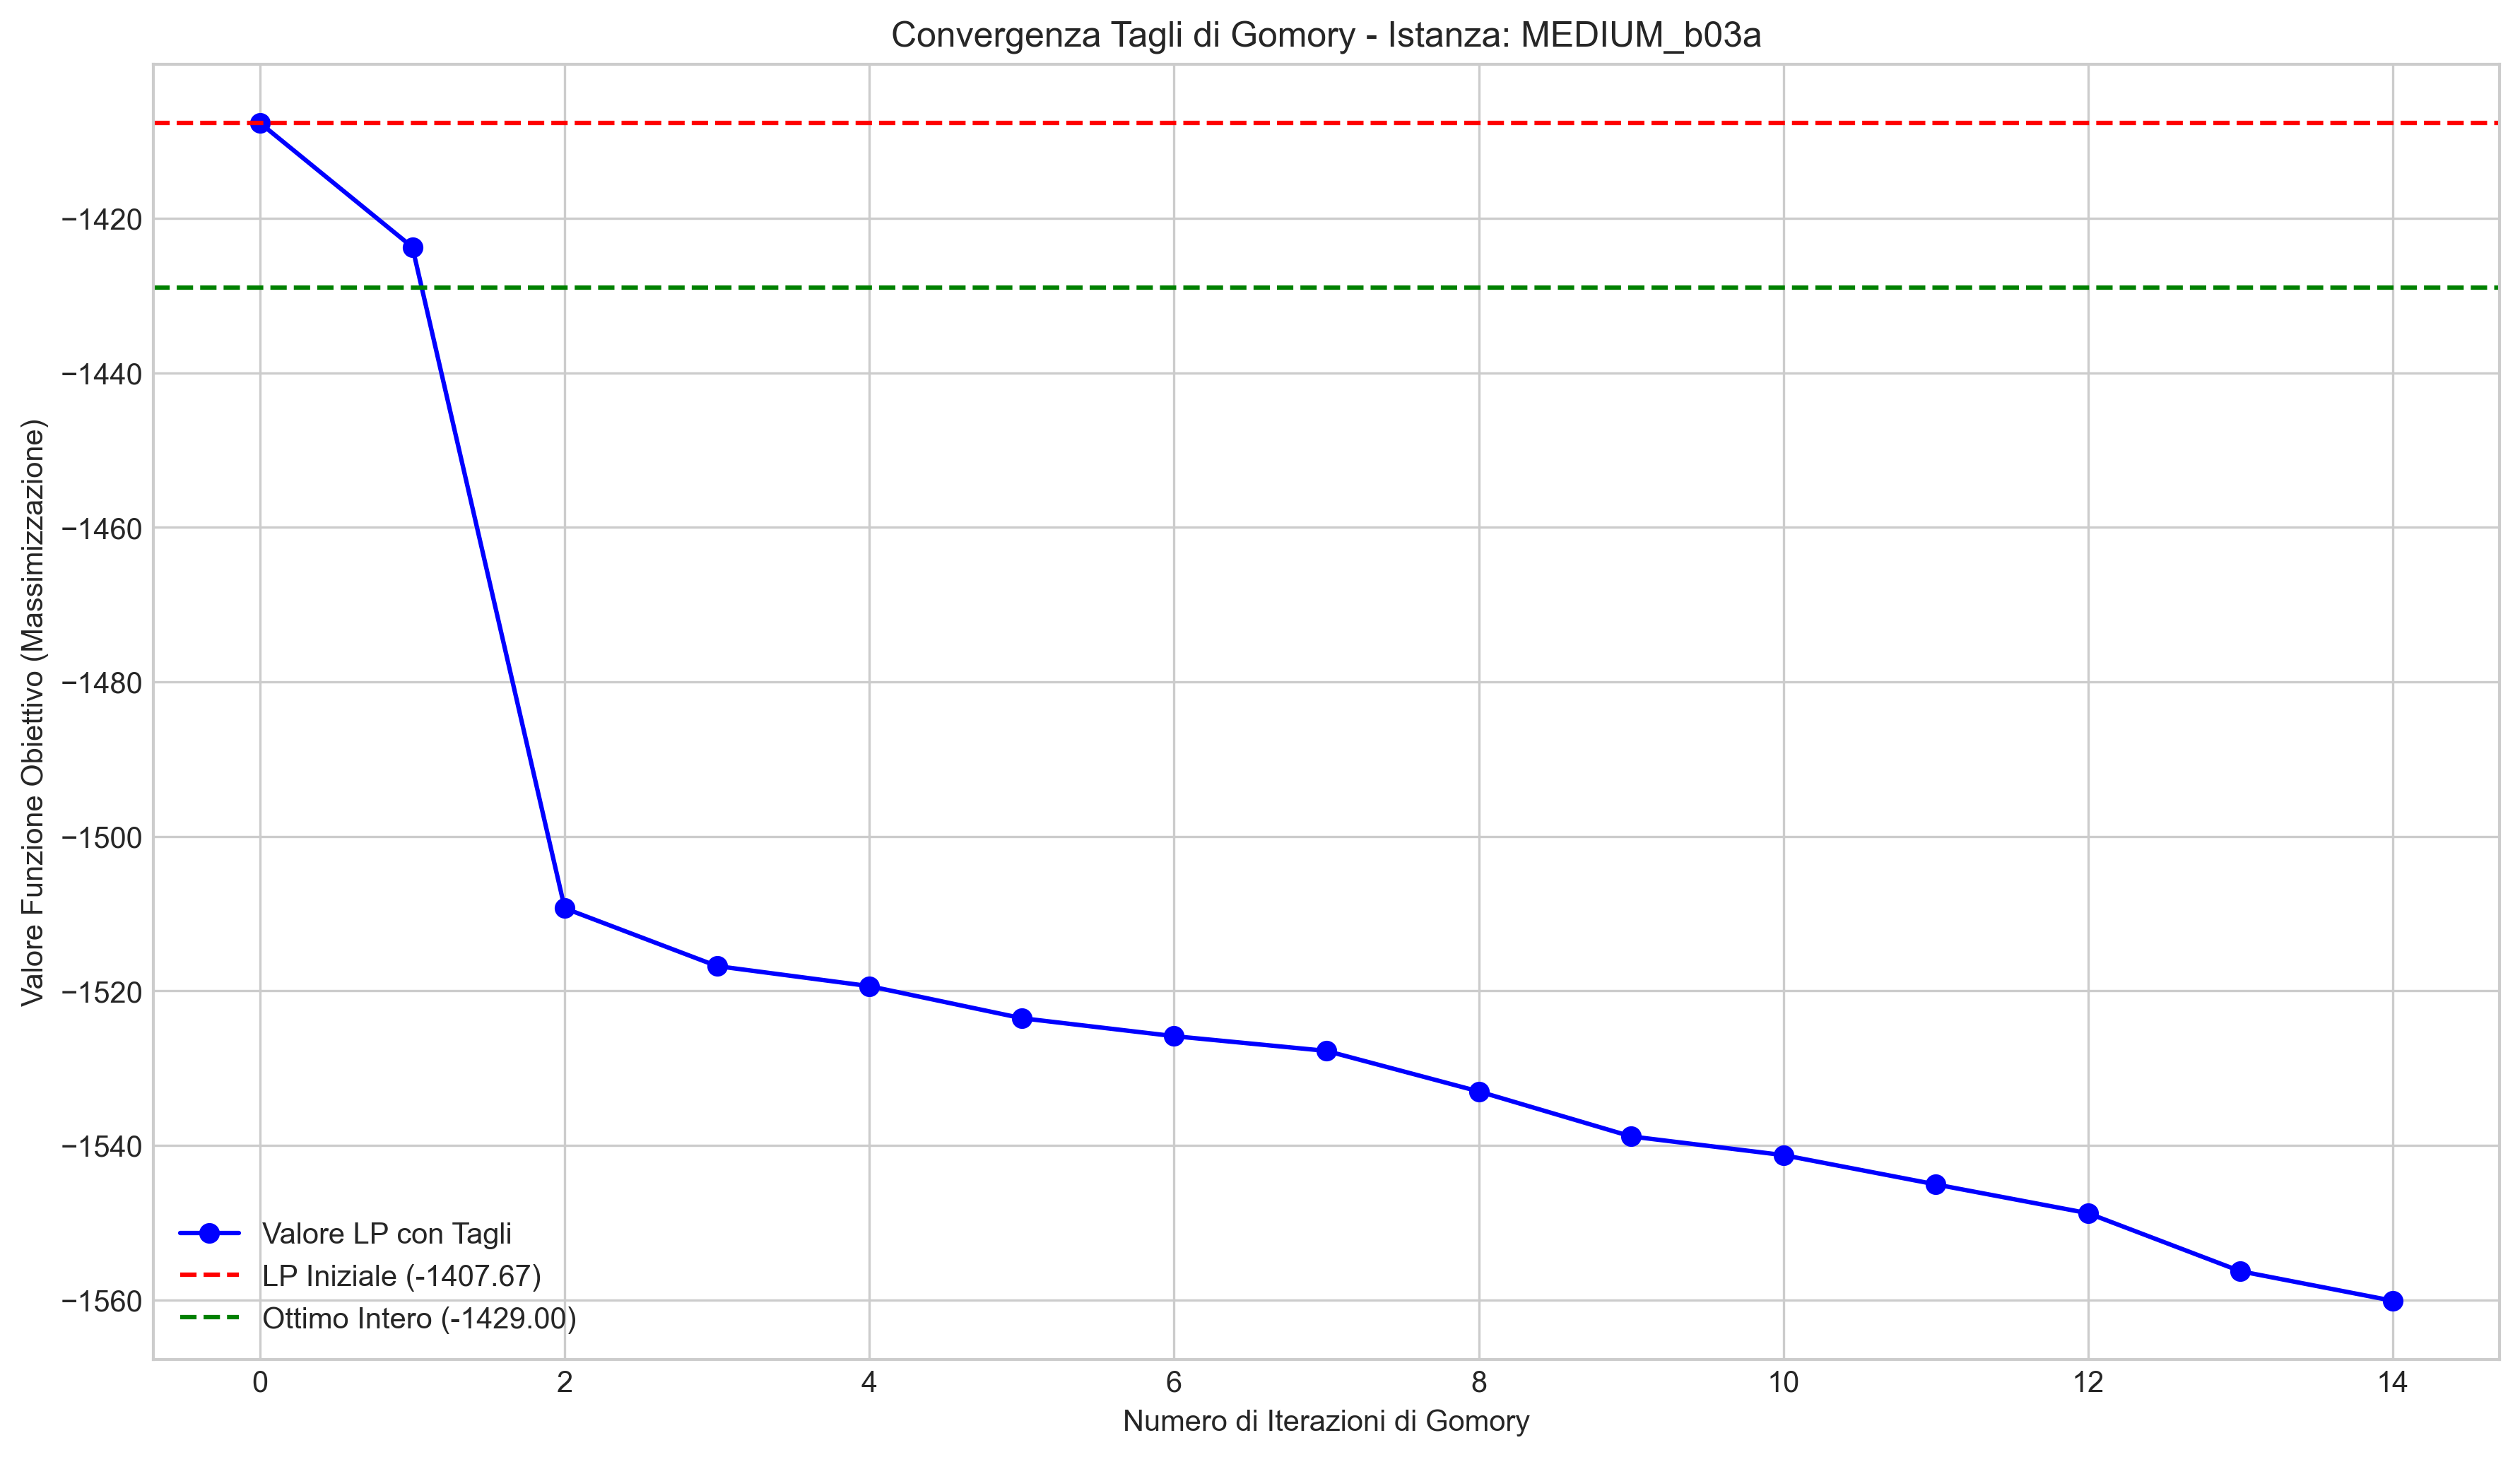 Convergenza Tagli di Gomory - Istanza: MEDIUM_b03a
Valore Funzione Obiettivo (Massimizzazione)
−1420
−1440
−1460
−1480
−1500
−1520
−1540
−1560
Valore LP con Tagli
LP Iniziale (-1407.67)
Ottimo Intero (-1429.00)
0 2 4 6 8 10 12 14
Numero di Iterazioni di Gomory